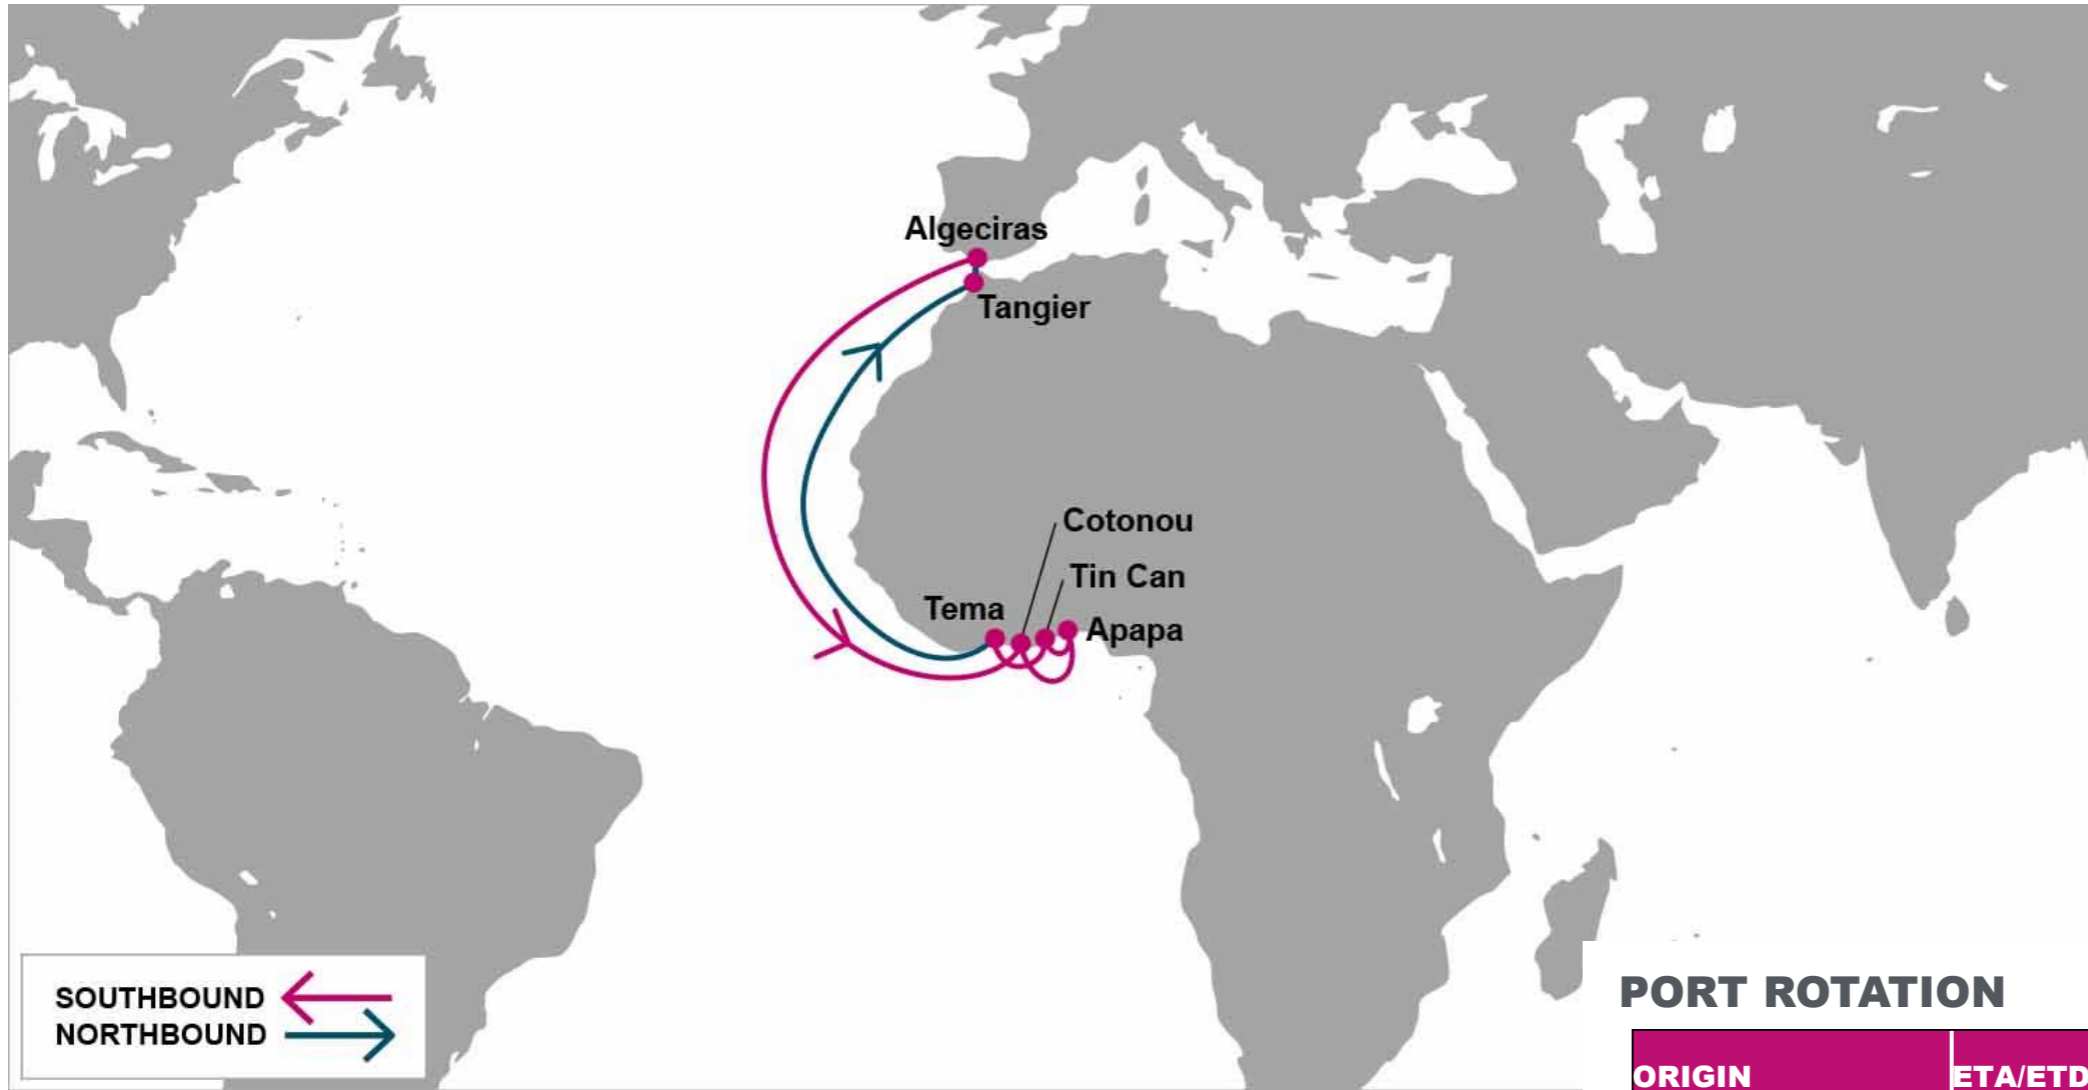 Algeciras
Tangier
Cotonou
Tin Can
Tema
Apapa
SOUTHBOUND
NORTHBOUND
PORT ROTATION
ORIGIN ETA/ETD